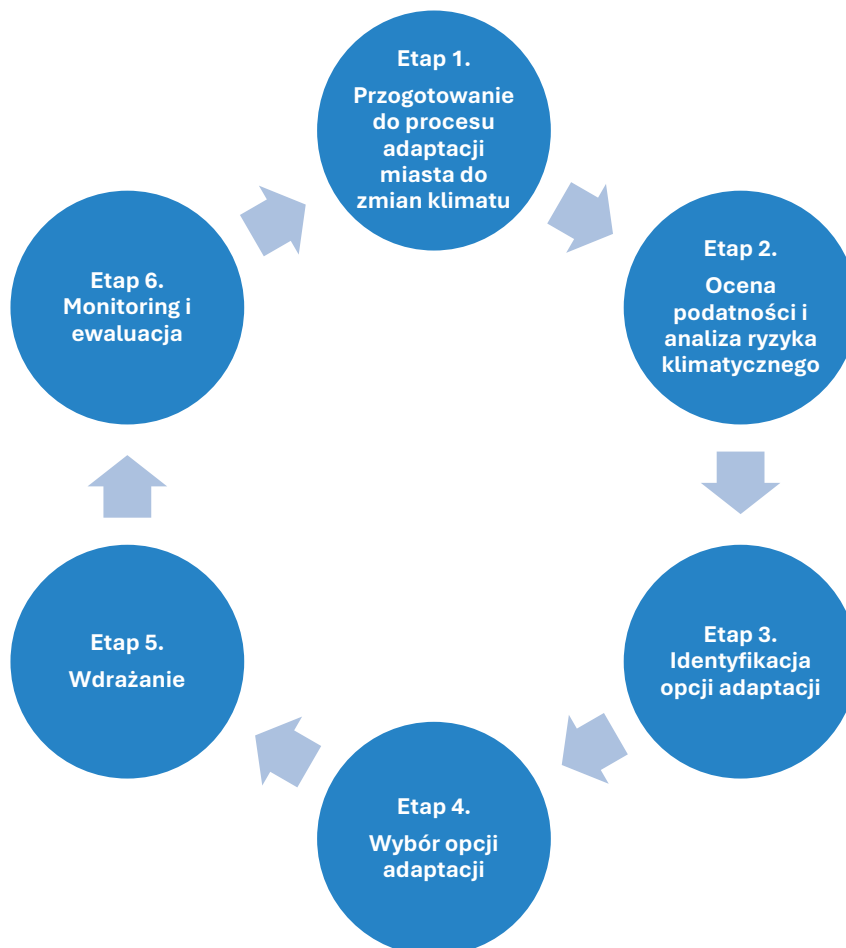 Etap 1.
Przogotowanie
do procesu
adaptacji
miasta do
zmian klimatu
Etap 2.
Ocena
podatności i
analiza ryzyka
klimatycznego
Etap 3.
Identyfikacja
opcji adaptacji
Etap 4.
Wybór opcji
adaptacji
Etap 5.
Wdrażanie
Etap 6.
Monitoring i
ewaluacja